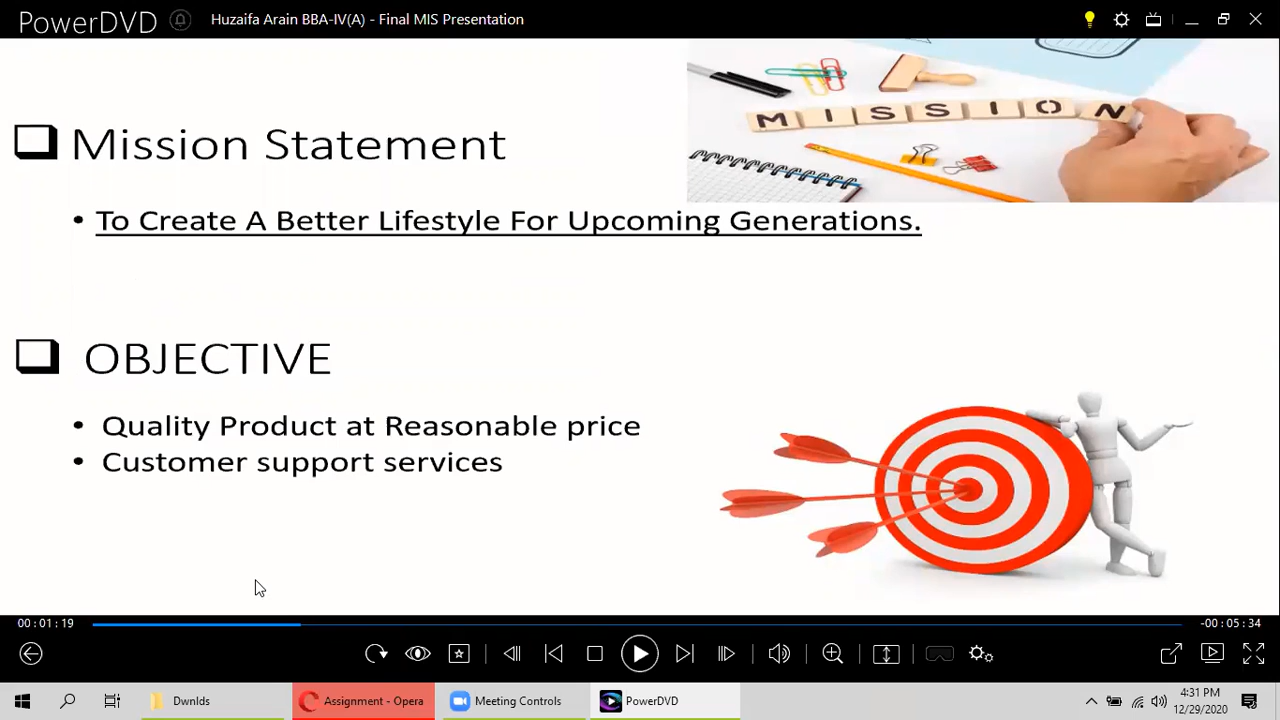 PowerDVD
Huzaifa Arain BBA-IV(A) - Final MIS Presentation
MISSION
Mission Statement
• To Create A Better Lifestyle For Upcoming Generations.
OBJECTIVE
• Quality Product at Reasonable price
• Customer support services
00:01:19
-00:05:34
Dwnlds
Assignment - Opera
Meeting Controls
PowerDVD
4:31 PM
12/29/2020